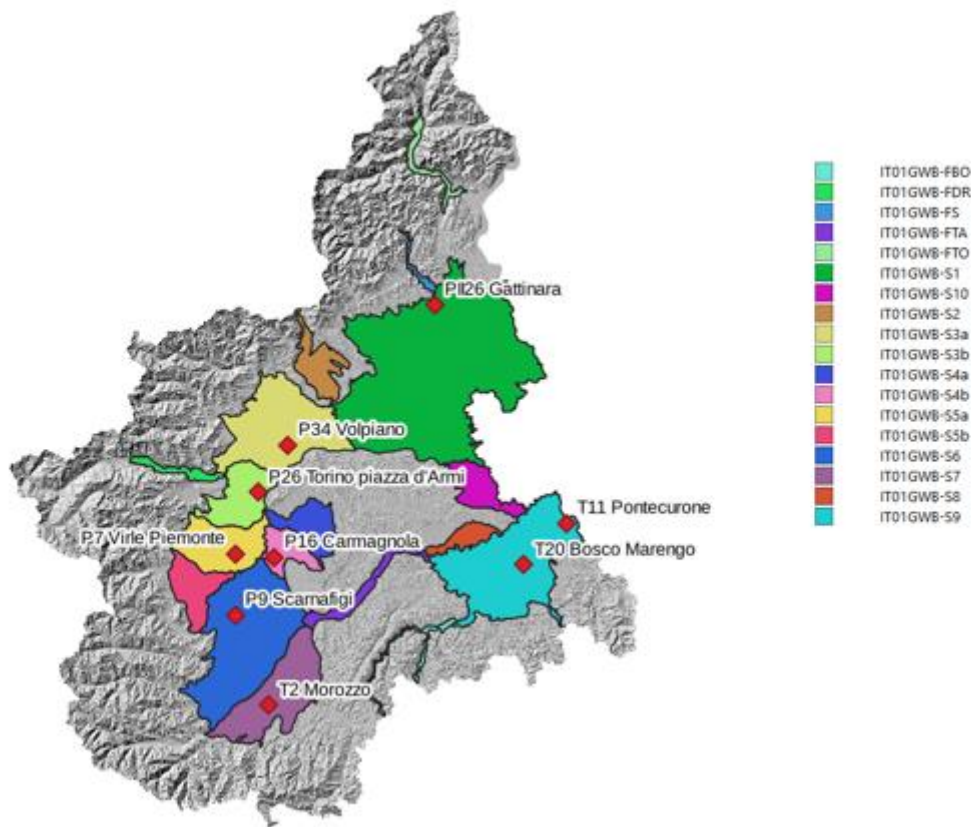 PII26 Gattinara
P34 Volpiano
P26 Torino piazza d'Armi
T11 Pontecurone
P7 Virle Piemonte
P16 Carmagnola
T20 Bosco Marengo
P9 Scarnafigi
T2 Morozzo
IT01GWB-FBO
IT01GWB-FDR
IT01GWB-FS
IT01GWB-FTA
IT01GWB-FTO
IT01GWB-S1
IT01GWB-S10
IT01GWB-S2
IT01GWB-S3a
IT01GWB-S3b
IT01GWB-S4a
IT01GWB-S4b
IT01GWB-S5a
IT01GWB-S5b
IT01GWB-S6
IT01GWB-S7
IT01GWB-S8
IT01GWB-S9